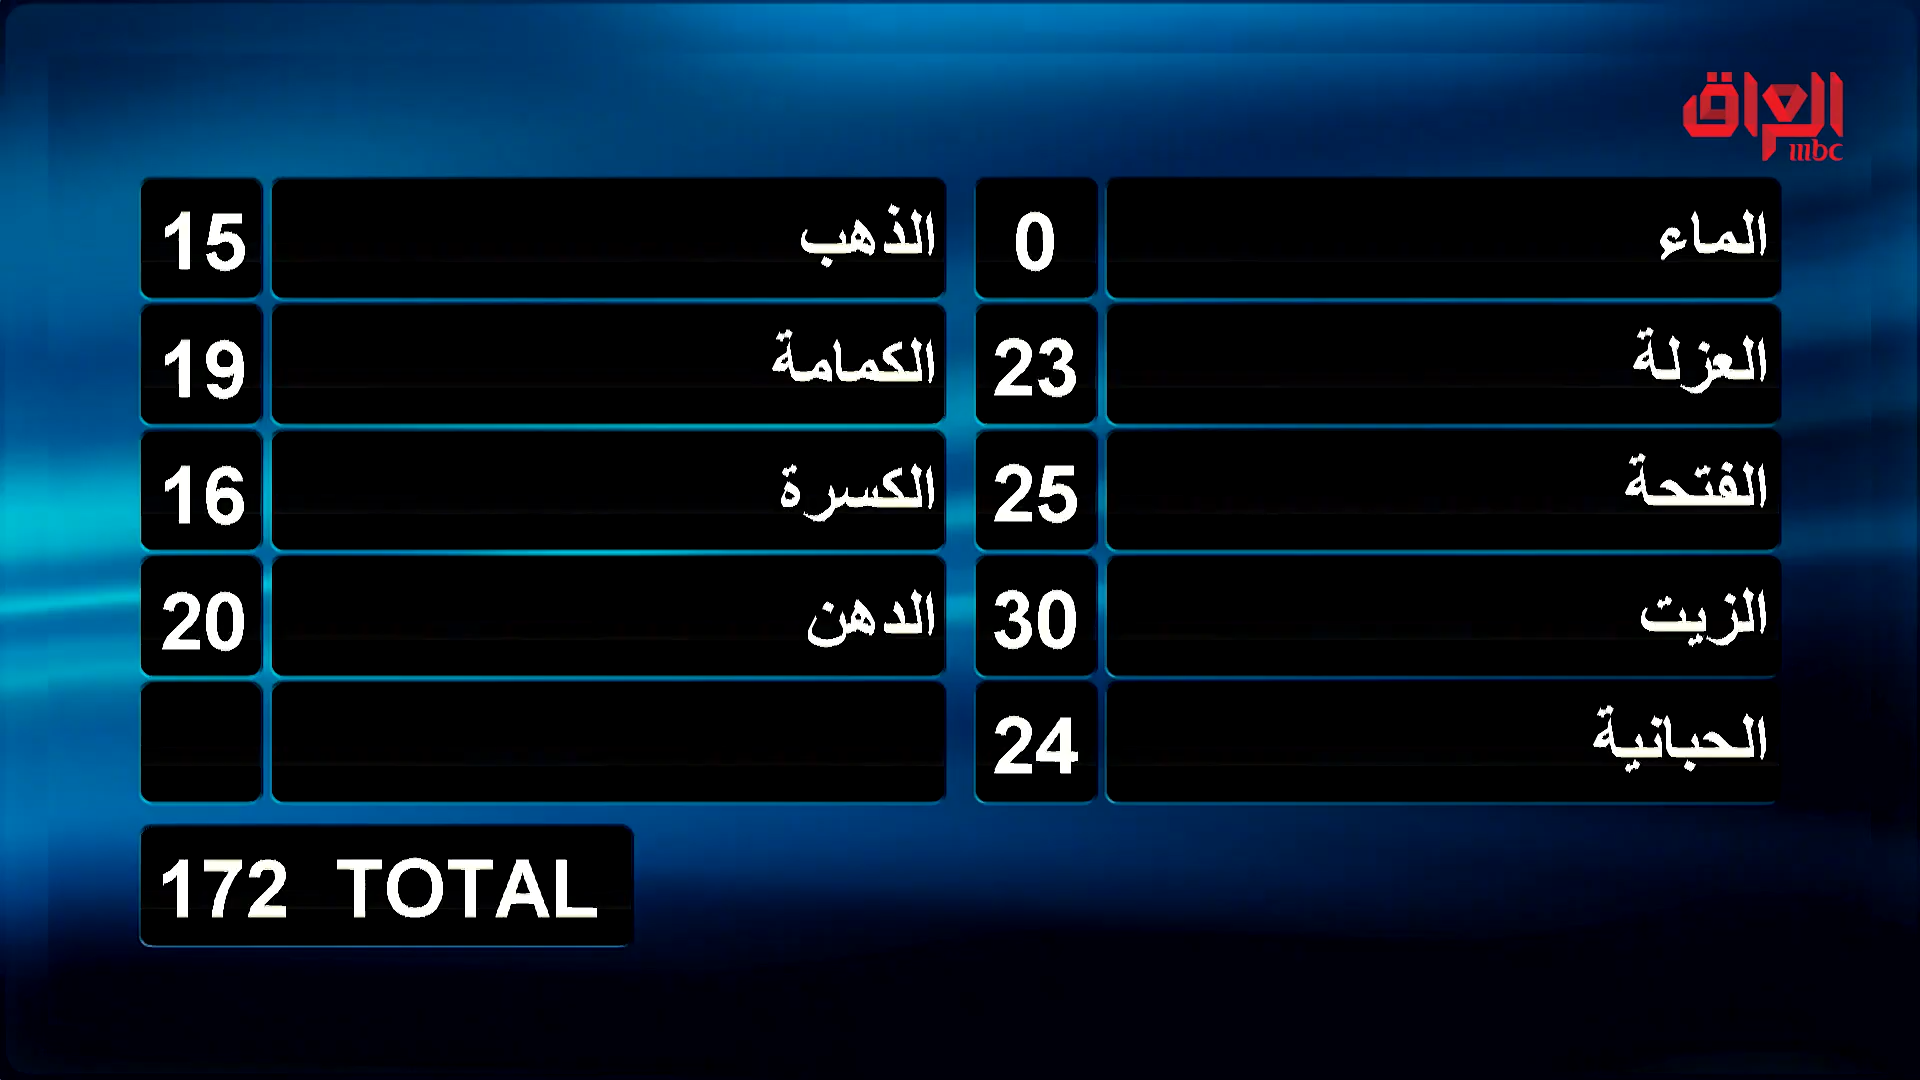 العراق
mbc
الماء 0
العزلة 23
الفتحة 25
الزيت 30
الحبانية 24
الذهب 15
الكمامة 19
الكسرة 16
الدهن 20
172 TOTAL